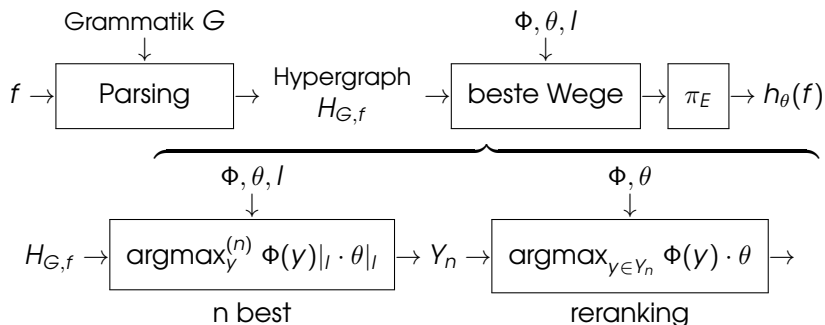 Grammatik G
Φ, θ, l
f → Parsing → Hypergraph H_{G,f} → beste Wege → π_E → h_θ(f)
Φ, θ, l
Φ, θ
H_{G,f} → argmax_y^{(n)} Φ(y)|_l · θ|_l → Y_n → argmax_{y∈Y_n} Φ(y) · θ →
n best
reranking